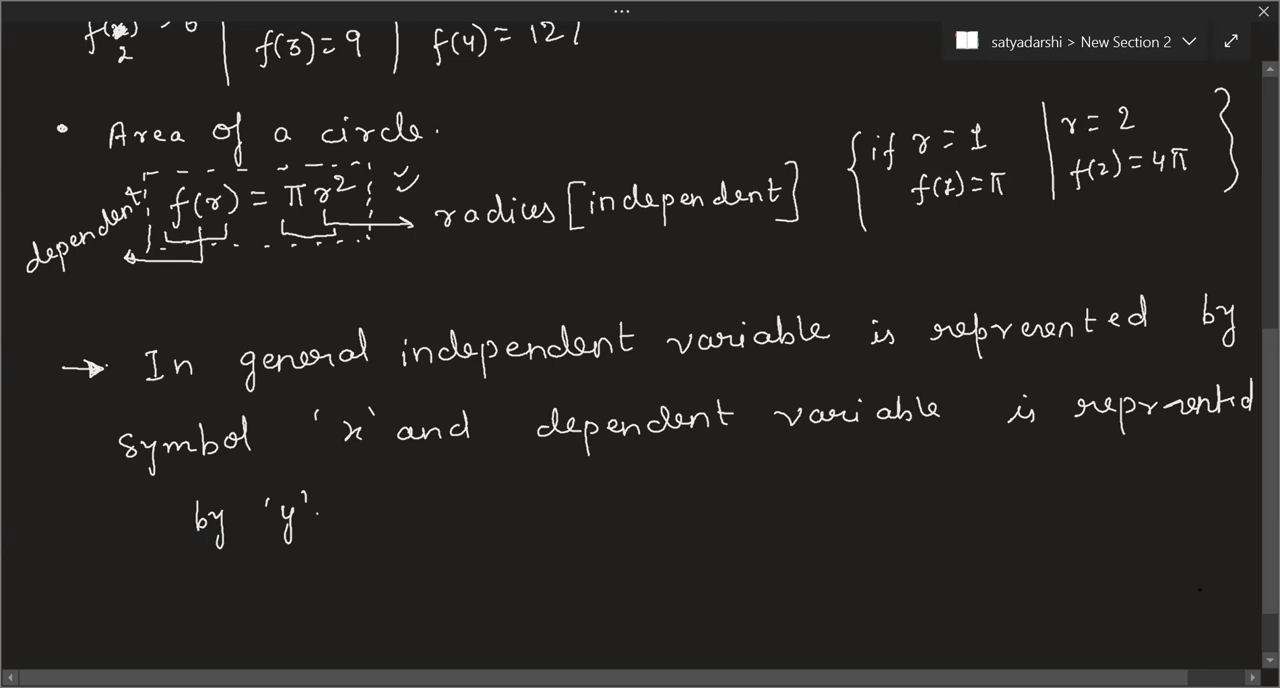 ...
satyadarshi > New Section 2
f(3)=9 | f(4)=12
• Area of a circle.
dependent f(r) = πr² radius [independent] { if r=1 f(1)=π | r=2 f(2)=4π }
→ In general independent variable is represented by
symbol 'x' and dependent variable is represented
by 'y'.